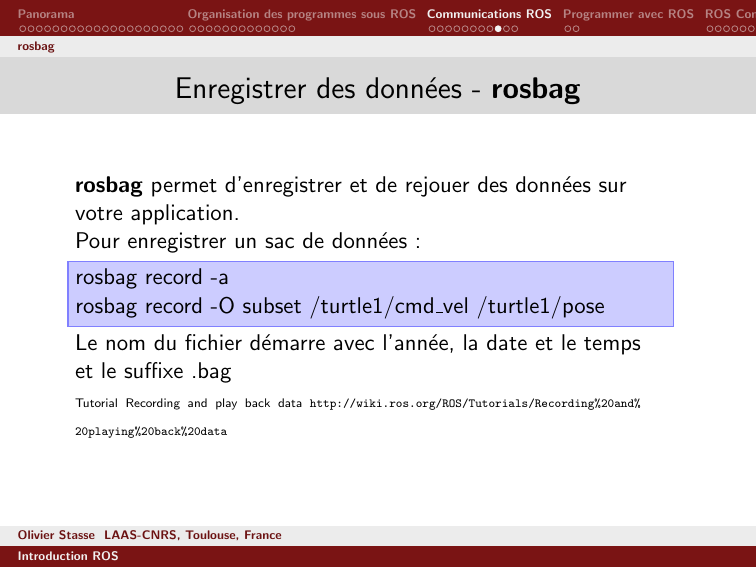 Panorama Organisation des programmes sous ROS Communications ROS Programmer avec ROS ROS Con
rosbag
Enregistrer des données - rosbag
rosbag permet d'enregistrer et de rejouer des données sur
votre application.
Pour enregistrer un sac de données :
rosbag record -a
rosbag record -O subset /turtle1/cmd_vel /turtle1/pose
Le nom du fichier démarre avec l'année, la date et le temps
et le suffixe .bag
Tutorial Recording and play back data http://wiki.ros.org/ROS/Tutorials/Recording%20and%
20playing%20back%20data
Olivier Stasse LAAS-CNRS, Toulouse, France
Introduction ROS